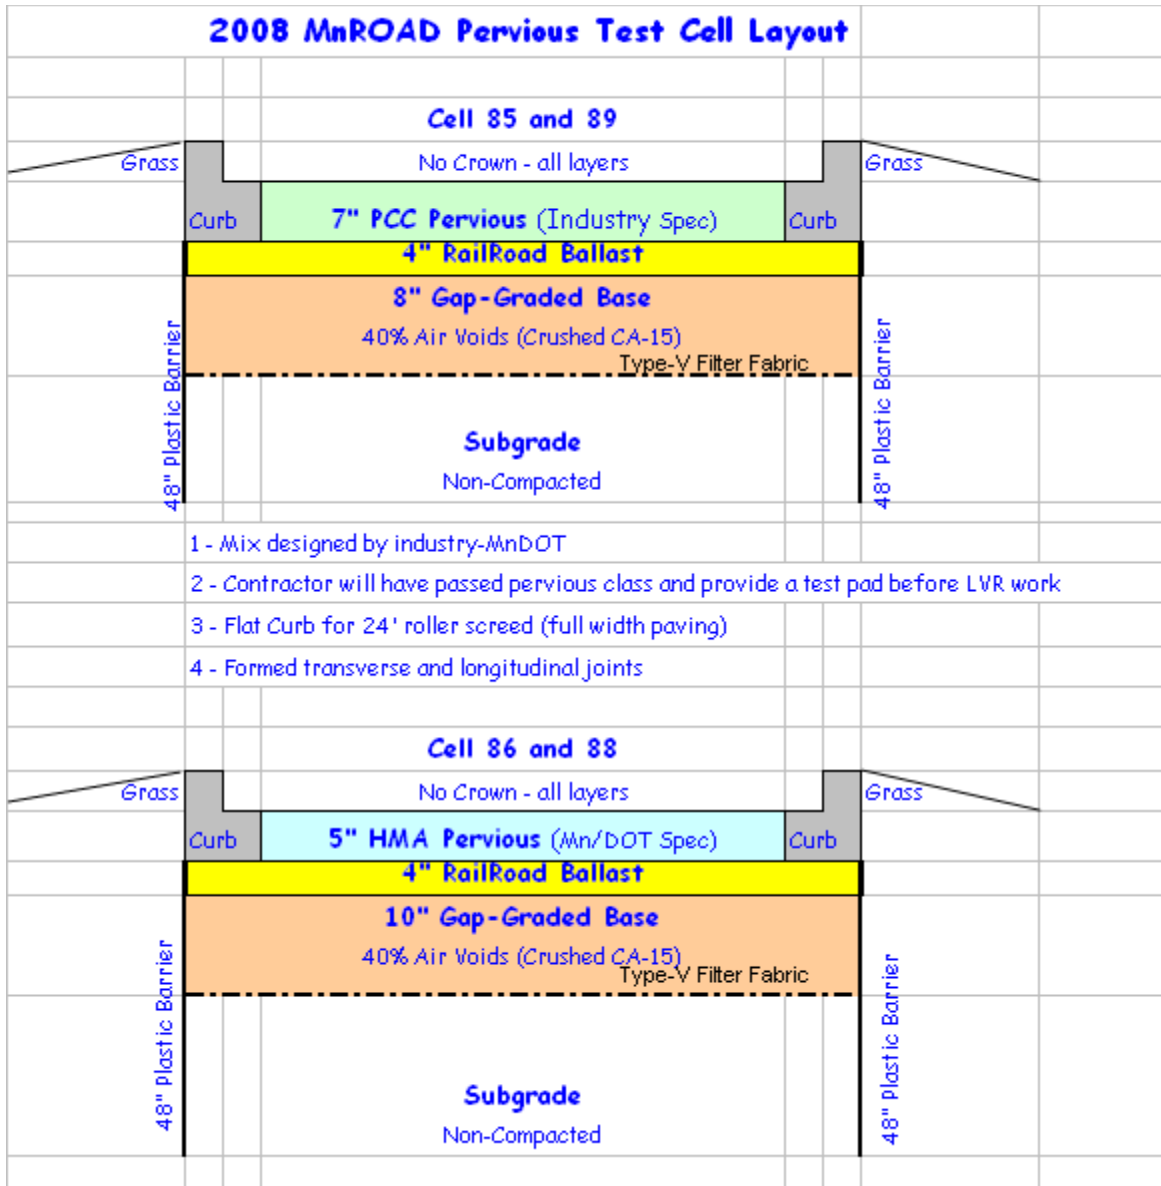 2008 MnROAD Pervious Test Cell Layout
Cell 85 and 89
Grass
No Crown - all layers
Grass
Curb
7" PCC Pervious (Industry Spec)
Curb
4" RailRoad Ballast
8" Gap-Graded Base
40% Air Voids (Crushed CA-15)
Type-V Filter Fabric
48" Plastic Barrier
48" Plastic Barrier
Subgrade
Non-Compacted
1 - Mix designed by industry-MnDOT
2 - Contractor will have passed pervious class and provide a test pad before LVR work
3 - Flat Curb for 24' roller screed (full width paving)
4 - Formed transverse and longitudinal joints
Cell 86 and 88
Grass
No Crown - all layers
Grass
Curb
5" HMA Pervious (Mn/DOT Spec)
Curb
4" RailRoad Ballast
10" Gap-Graded Base
40% Air Voids (Crushed CA-15)
Type-V Filter Fabric
48" Plastic Barrier
48" Plastic Barrier
Subgrade
Non-Compacted